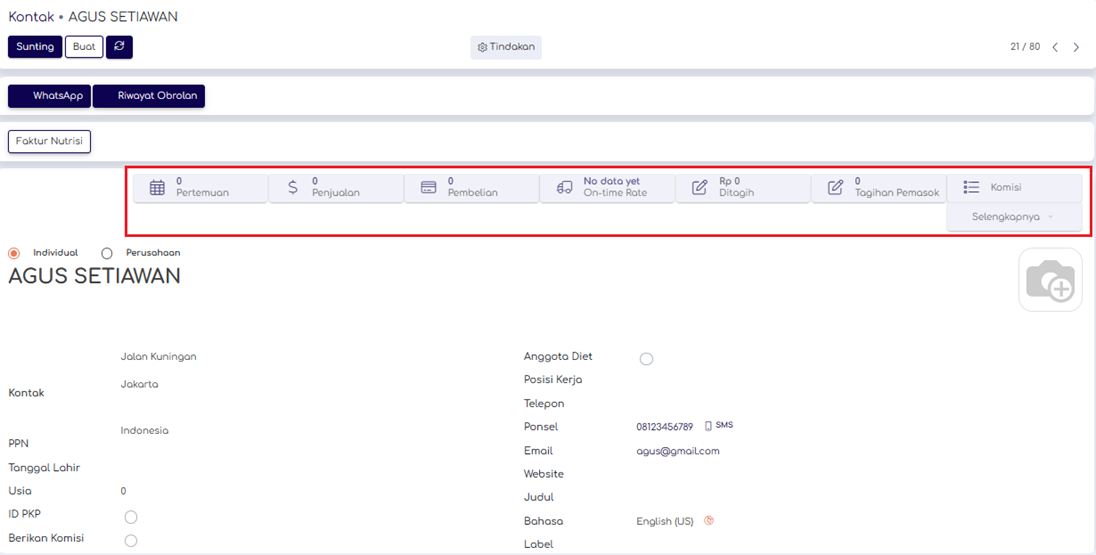 Kontak • AGUS SETIAWAN
Sunting Buat Tindakan 21 / 80
WhatsApp Riwayat Obrolan
Faktur Nutrisi
0 Pertemuan
0 Penjualan
0 Pembelian
No data yet On-time Rate
Rp 0 Ditagih
0 Tagihan Pemasok
Komisi
Selengkapnya
Individual Perusahaan
AGUS SETIAWAN
Kontak
Jalan Kuningan
Jakarta
Indonesia
PPN
Tanggal Lahir
Usia 0
ID PKP
Berikan Komisi
Anggota Diet
Posisi Kerja
Telepon
Ponsel 08123456789 SMS
Email agus@gmail.com
Website
Judul
Bahasa English (US)
Label